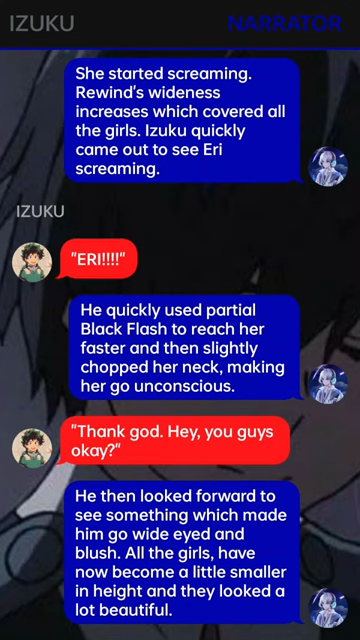 IZUKU
NARRATOR
She started screaming.
Rewind's wideness
increases which covered all
the girls. Izuku quickly
came out to see Eri
screaming.
IZUKU
"ERI!!!!"
He quickly used partial
Black Flash to reach her
faster and then slightly
chopped her neck, making
her go unconscious.
"Thank god. Hey, you guys
okay?"
He then looked forward to
see something which made
him go wide eyed and
blush. All the girls, have
now become a little smaller
in height and they looked a
lot beautiful.